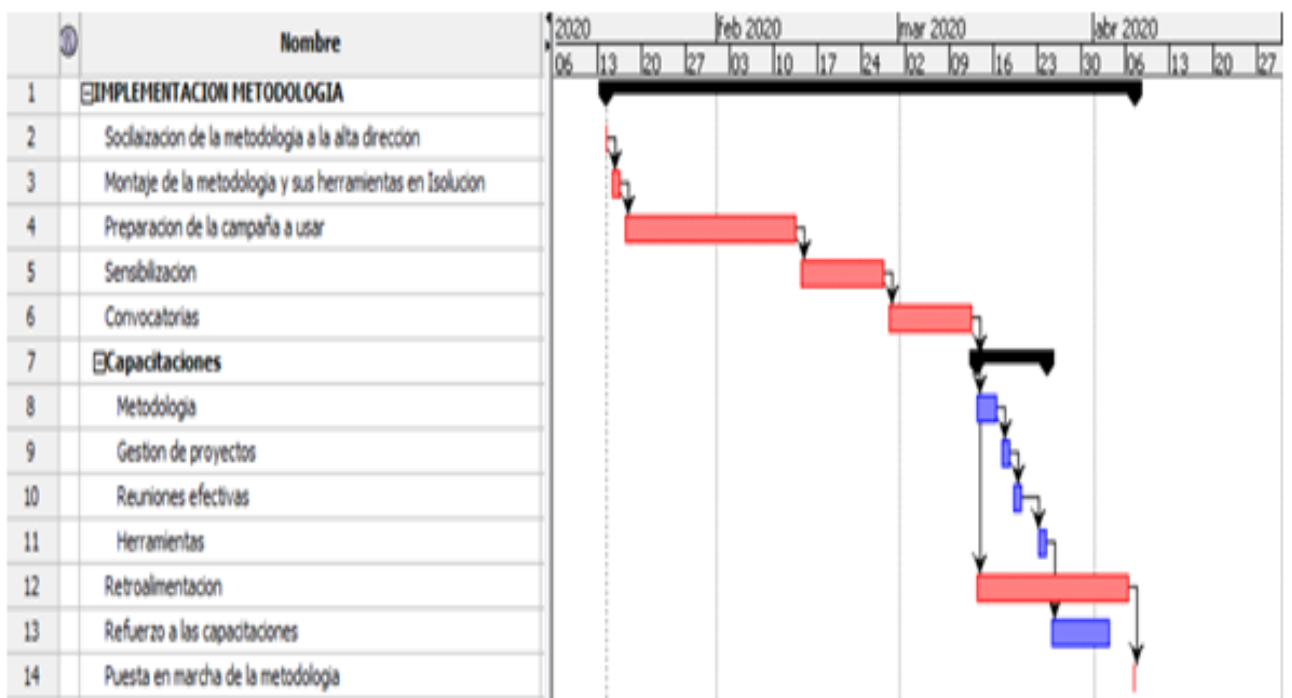 Nombre
2020 feb 2020 mar 2020 abr 2020
06 13 20 27 03 10 17 24 02 09 16 23 30 06 13 20 27
1 IMPLEMENTACION METODOLOGIA
2 Socilaizacion de la metodologia a la alta direccion
3 Montaje de la metodologia y sus herramientas en Isolucion
4 Preparacion de la campaña a usar
5 Sensibilizacion
6 Convocatorias
7 Capacitaciones
8 Metodologia
9 Gestion de proyectos
10 Reuniones efectivas
11 Herramientas
12 Retroalimentacion
13 Refuerzo a las capacitaciones
14 Puesta en marcha de la metodologia